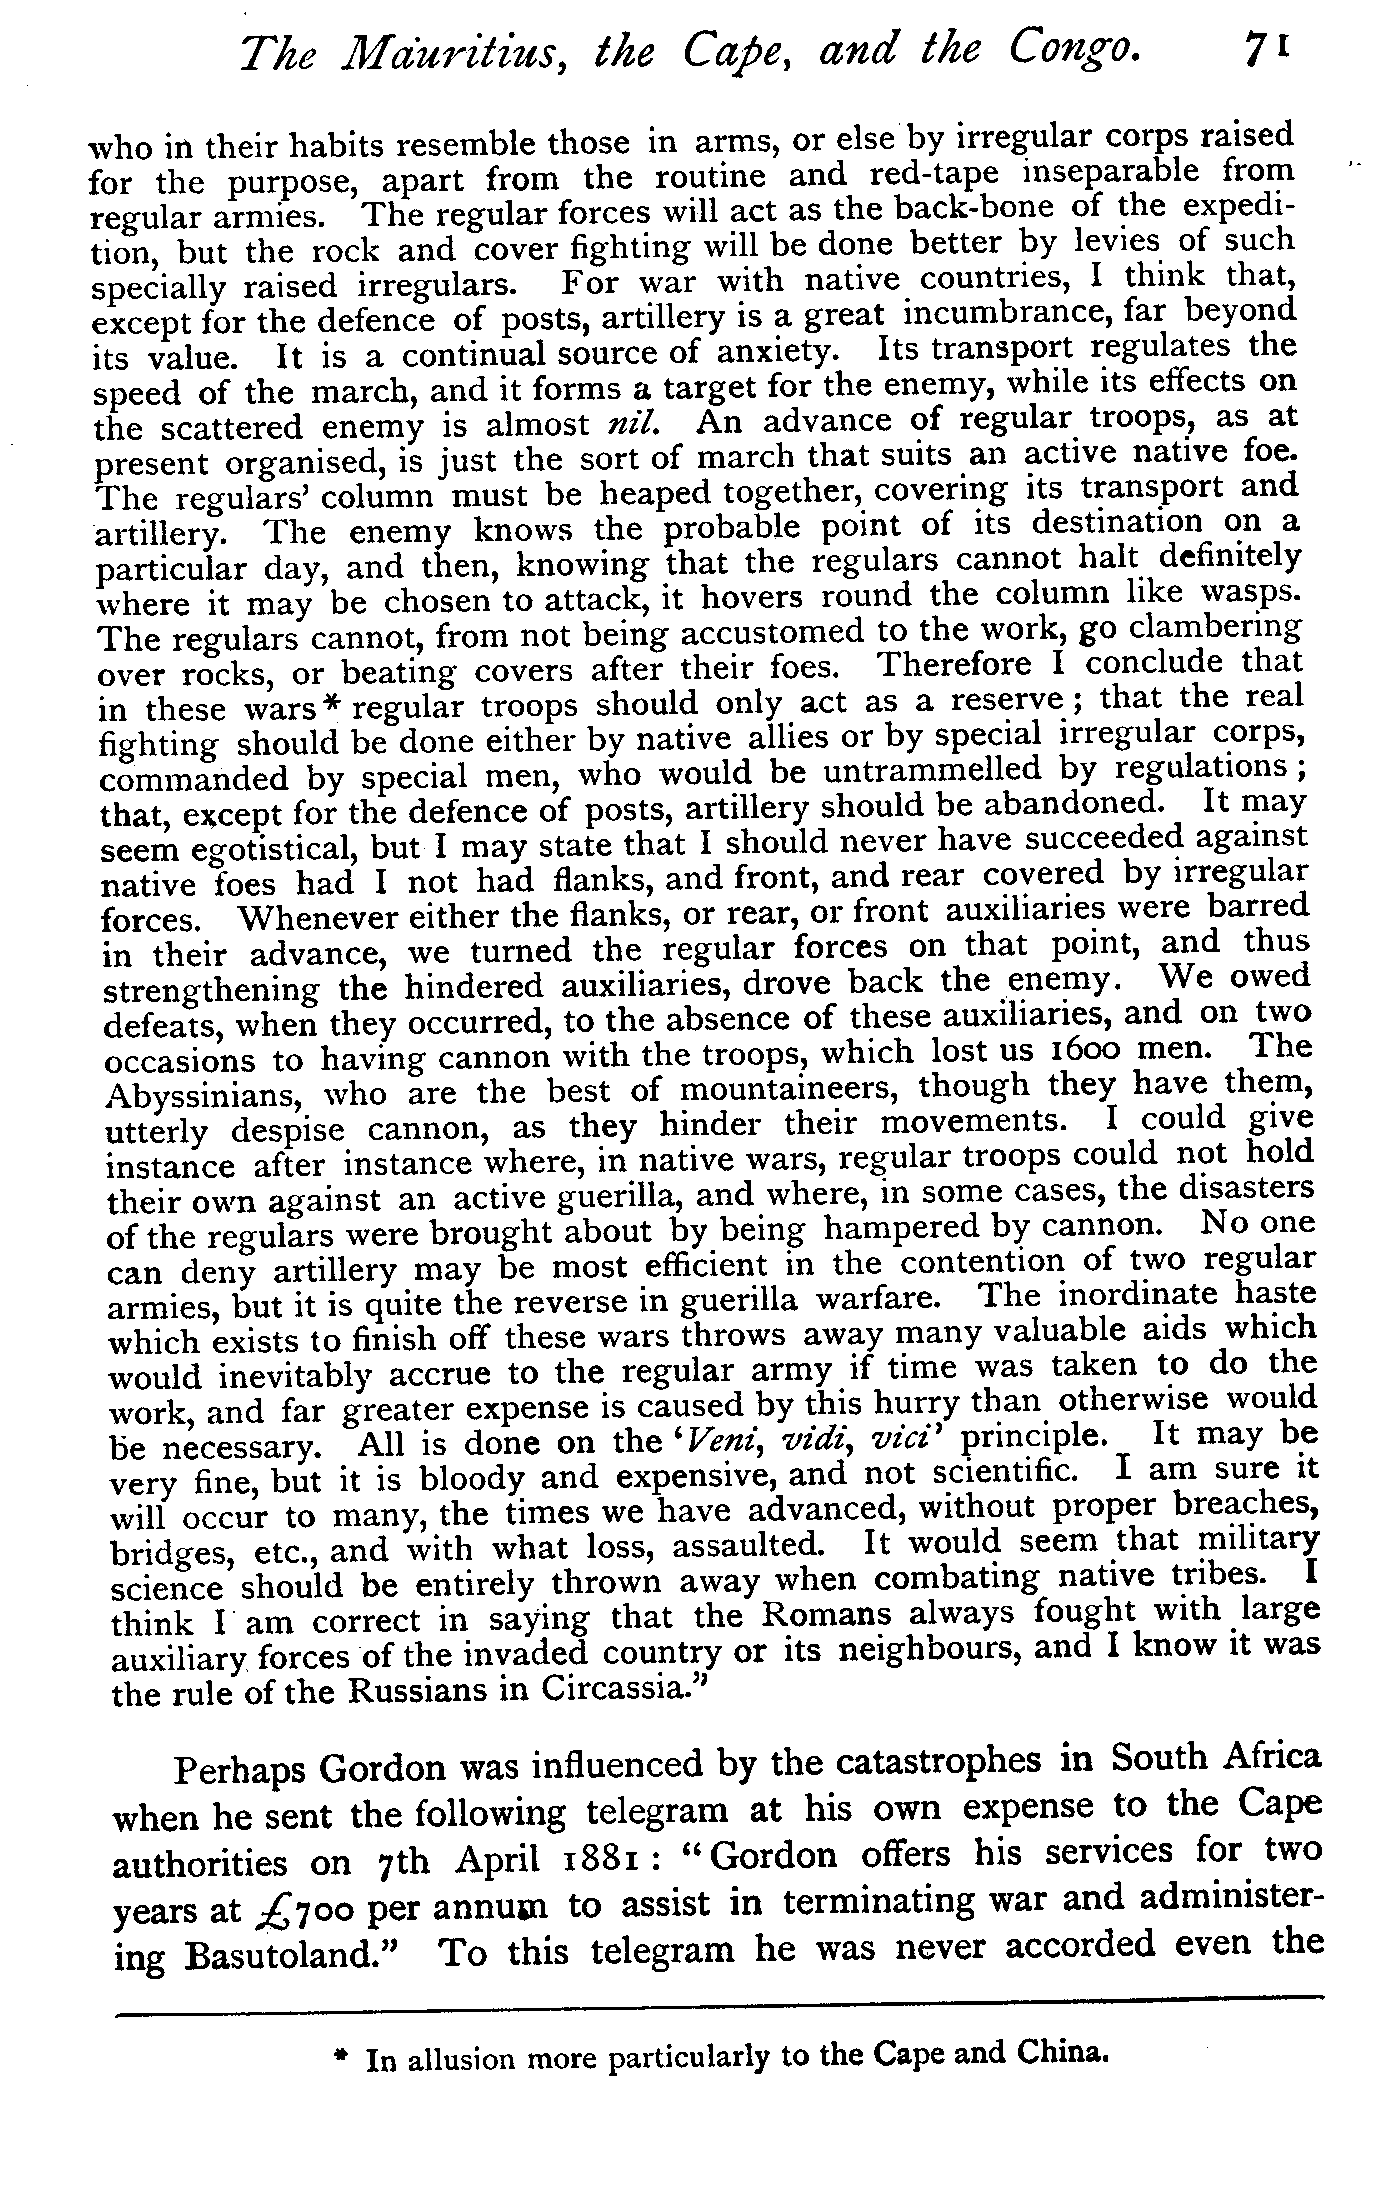 The Mauritius, the Cape, and the Congo. 71
who in their habits resemble those in arms, or else by irregular corps raised
for the purpose, apart from the routine and red-tape inseparable from
regular armies. The regular forces will act as the back-bone of the expedi-
tion, but the rock and cover fighting will be done better by levies of such
specially raised irregulars. For war with native countries, I think that,
except for the defence of posts, artillery is a great incumbrance, far beyond
its value. It is a continual source of anxiety. Its transport regulates the
speed of the march, and it forms a target for the enemy, while its effects on
the scattered enemy is almost nil. An advance of regular troops, as at
present organised, is just the sort of march that suits an active native foe.
The regulars' column must be heaped together, covering its transport and
artillery. The enemy knows the probable point of its destination on a
particular day, and then, knowing that the regulars cannot halt definitely
where it may be chosen to attack, it hovers round the column like wasps.
The regulars cannot, from not being accustomed to the work, go clambering
over rocks, or beating covers after their foes. Therefore I conclude that
in these wars* regular troops should only act as a reserve; that the real
fighting should be done either by native allies or by special irregular corps,
commanded by special men, who would be untrammelled by regulations;
that, except for the defence of posts, artillery should be abandoned. It may
seem egotistical, but I may state that I should never have succeeded against
native foes had I not had flanks, and front, and rear covered by irregular
forces. Whenever either the flanks, or rear, or front auxiliaries were barred
in their advance, we turned the regular forces on that point, and thus
strengthening the hindered auxiliaries, drove back the enemy. We owed
defeats, when they occurred, to the absence of these auxiliaries, and on two
occasions to having cannon with the troops, which lost us 1600 men. The
Abyssinians, who are the best of mountaineers, though they have them,
utterly despise cannon, as they hinder their movements. I could give
instance after instance where, in native wars, regular troops could not hold
their own against an active guerilla, and where, in some cases, the disasters
of the regulars were brought about by being hampered by cannon. No one
can deny artillery may be most efficient in the contention of two regular
armies, but it is quite the reverse in guerilla warfare. The inordinate haste
which exists to finish off these wars throws away many valuable aids which
would inevitably accrue to the regular army if time was taken to do the
work, and far greater expense is caused by this hurry than otherwise would
be necessary. All is done on the 'Veni, vidi, vici' principle. It may be
very fine, but it is bloody and expensive, and not scientific. I am sure it
will occur to many, the times we have advanced, without proper breaches,
bridges, etc., and with what loss, assaulted. It would seem that military
science should be entirely thrown away when combating native tribes. I
think I am correct in saying that the Romans always fought with large
auxiliary forces of the invaded country or its neighbours, and I know it was
the rule of the Russians in Circassia."
Perhaps Gordon was influenced by the catastrophes in South Africa
when he sent the following telegram at his own expense to the Cape
authorities on 7th April 1881: "Gordon offers his services for two
years at £700 per annum to assist in terminating war and administer-
ing Basutoland." To this telegram he was never accorded even the
* In allusion more particularly to the Cape and China.